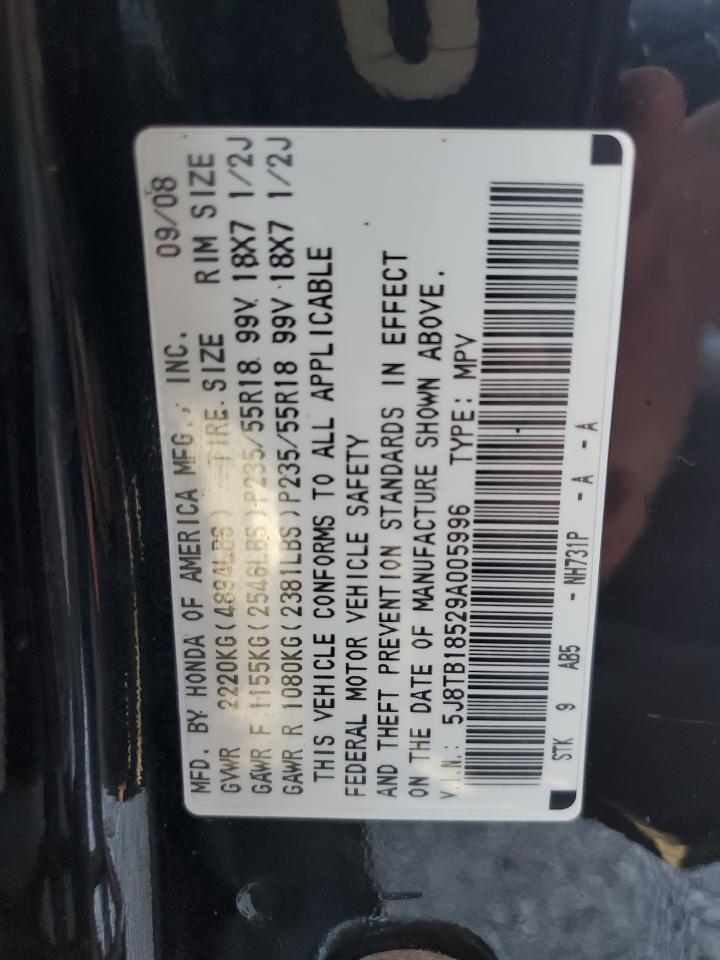 MFD. BY HONDA OF AMERICA MFG., INC. 09/08
GVWR 2220KG(4894LBS) TIRE SIZE RIM SIZE
GAWR F 1155KG(2546LBS)P235/55R18 99V 18X7 1/2J
GAWR R 1080KG(2381LBS)P235/55R18 99V 18X7 1/2J
THIS VEHICLE CONFORMS TO ALL APPLICABLE
FEDERAL MOTOR VEHICLE SAFETY
AND THEFT PREVENTION STANDARDS IN EFFECT
ON THE DATE OF MANUFACTURE SHOWN ABOVE.
V.I.N.: 5J8TB18529A005996 TYPE: MPV
STK 9 AB5 - NH731P - A - A